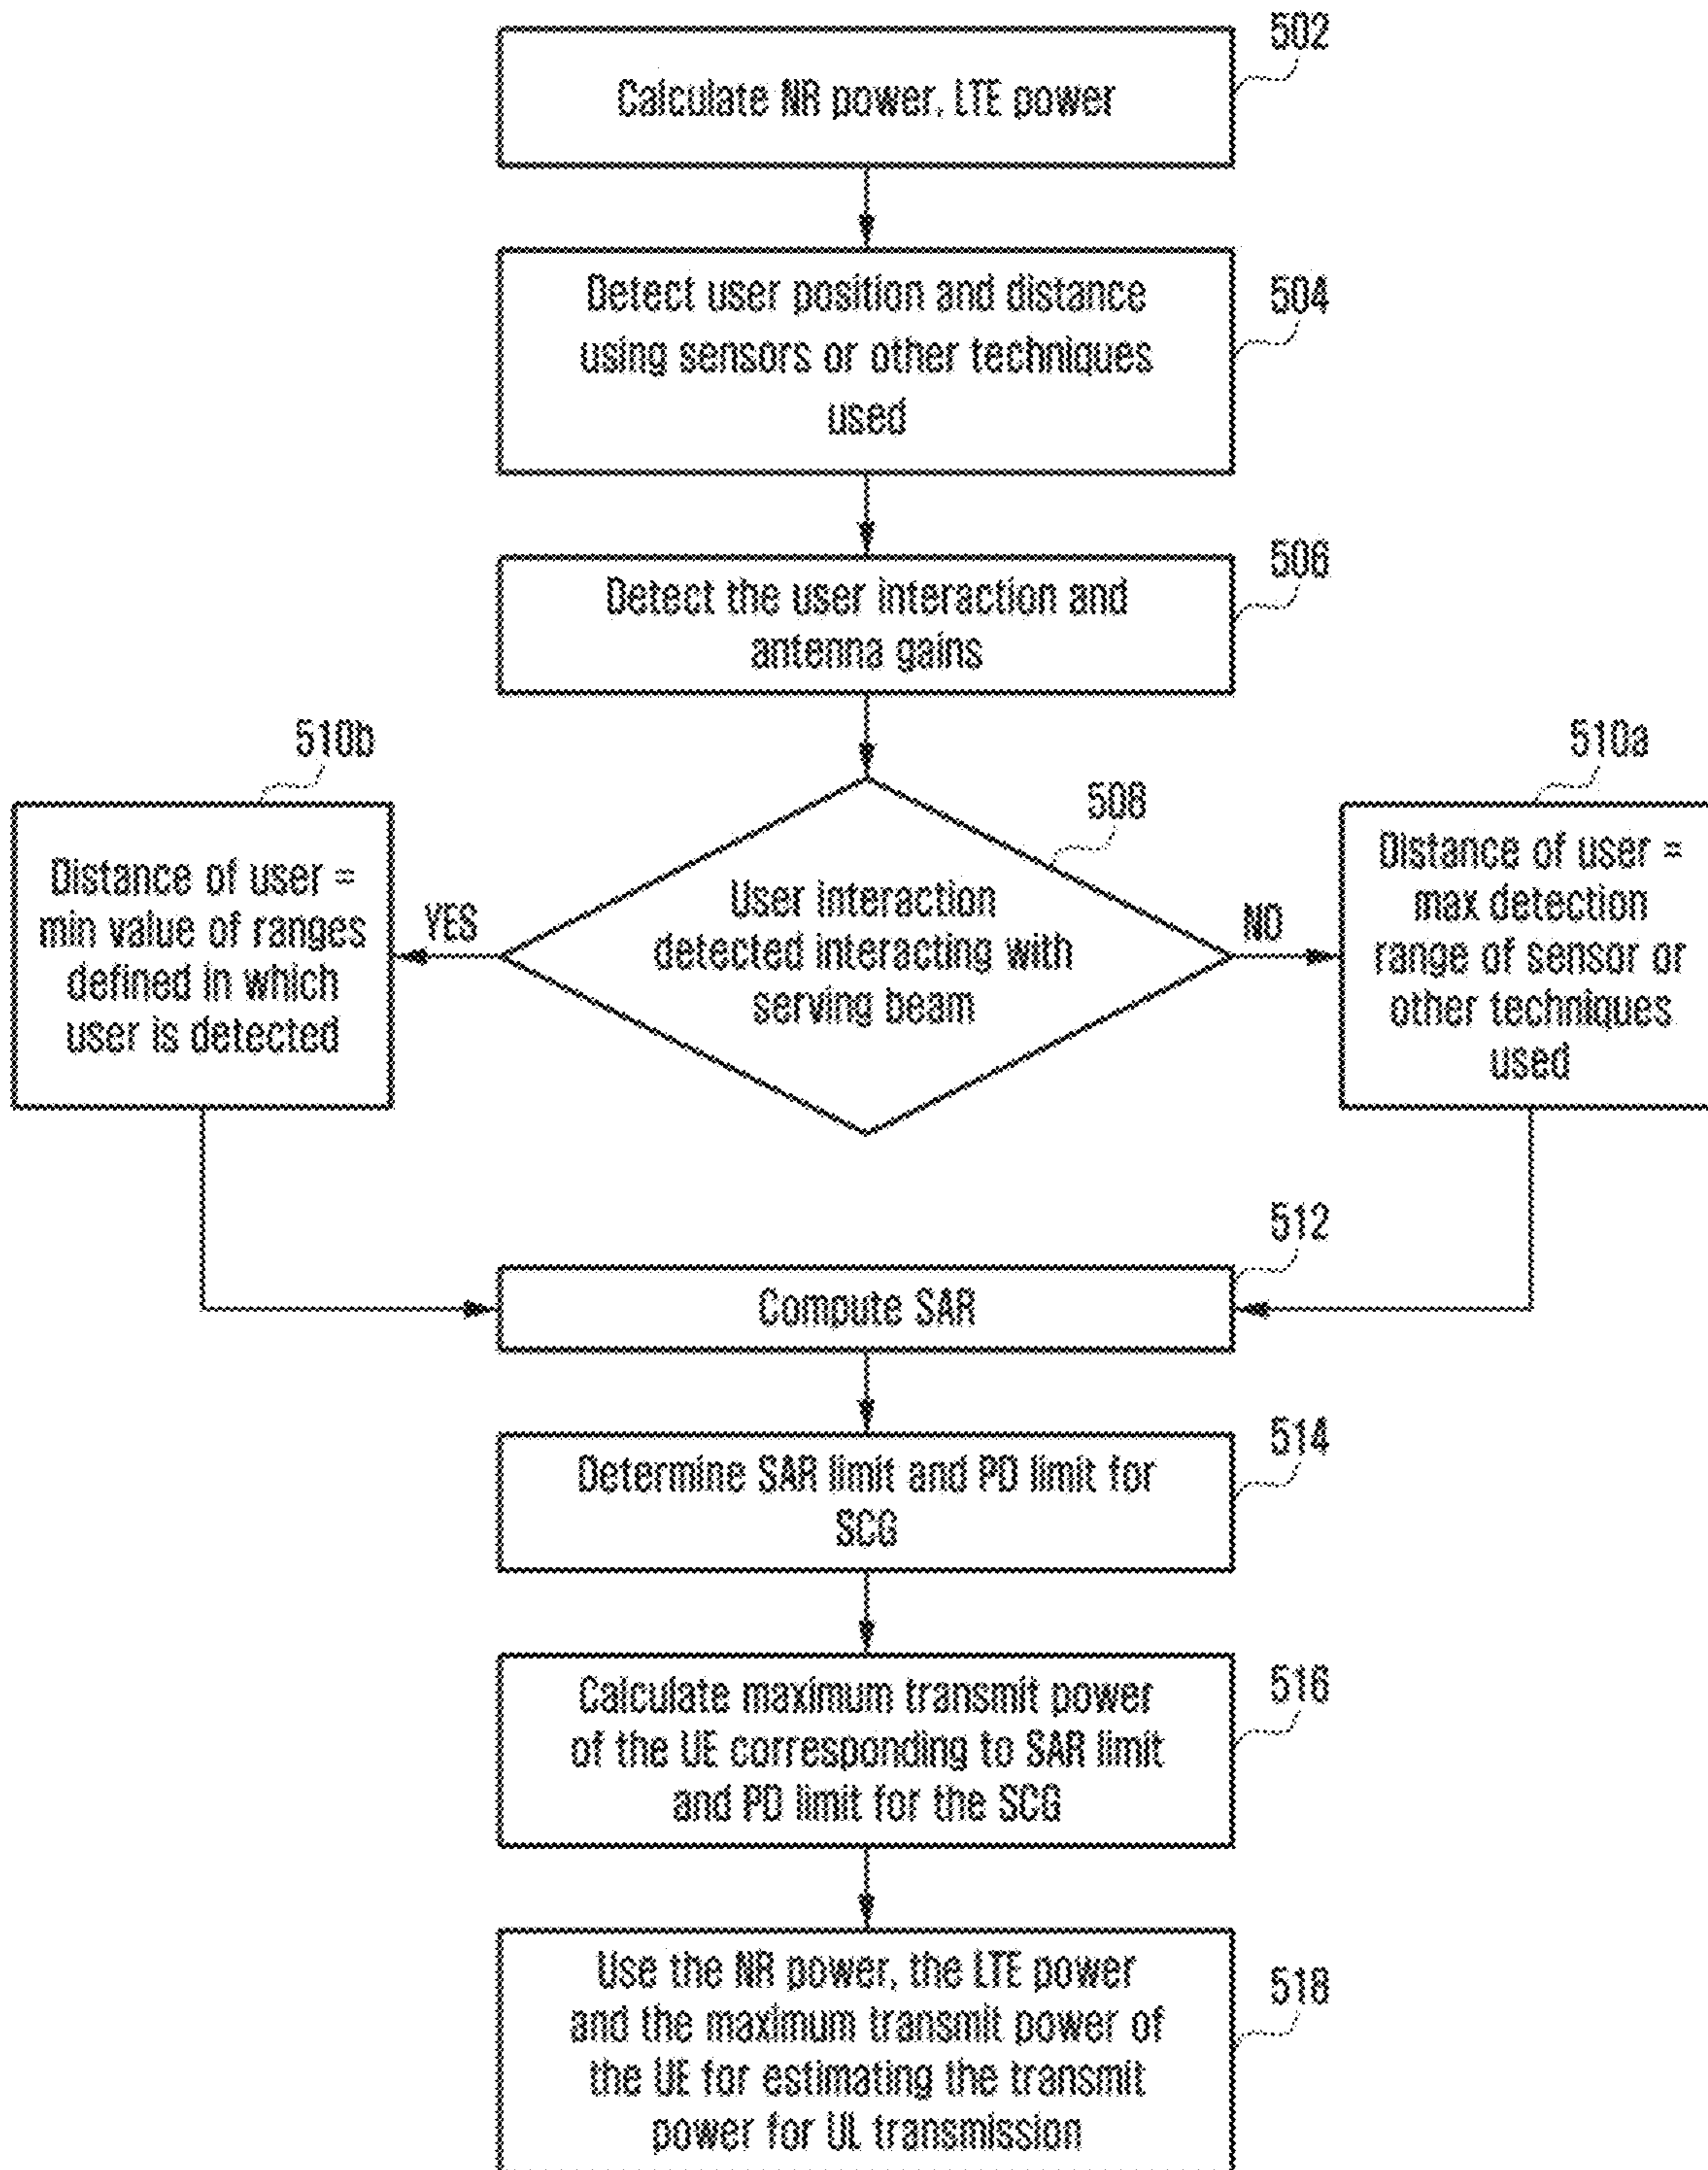 502
Calculate NR power, LTE power
504
Detect user position and distance
using sensors or other techniques
used
506
Detect the user interaction and
antenna gains
510b
510a
508
Distance of user =
min value of ranges
defined in which
user is detected
YES
User interaction
detected interacting with
serving beam
NO
Distance of user =
max detection
range of sensor or
other techniques
used
512
Compute SAR
514
Determine SAR limit and PD limit for
SCG
516
Calculate maximum transmit power
of the UE corresponding to SAR limit
and PD limit for the SCG
518
Use the NR power, the LTE power
and the maximum transmit power of
the UE for estimating the transmit
power for UL transmission